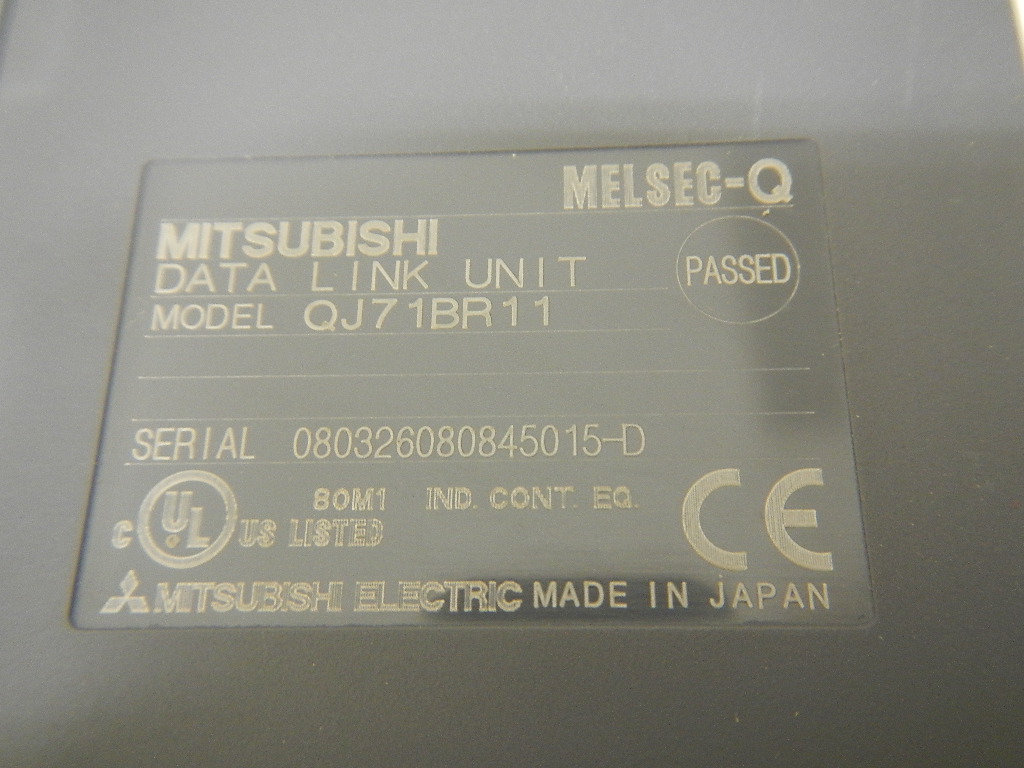 MELSEC-Q
MITSUBISHI
DATA LINK UNIT
PASSED
MODEL QJ71BR11
SERIAL 080326080845015-D
C UL US LISTED 80M1 IND. CONT. EQ.
CE
MITSUBISHI ELECTRIC MADE IN JAPAN